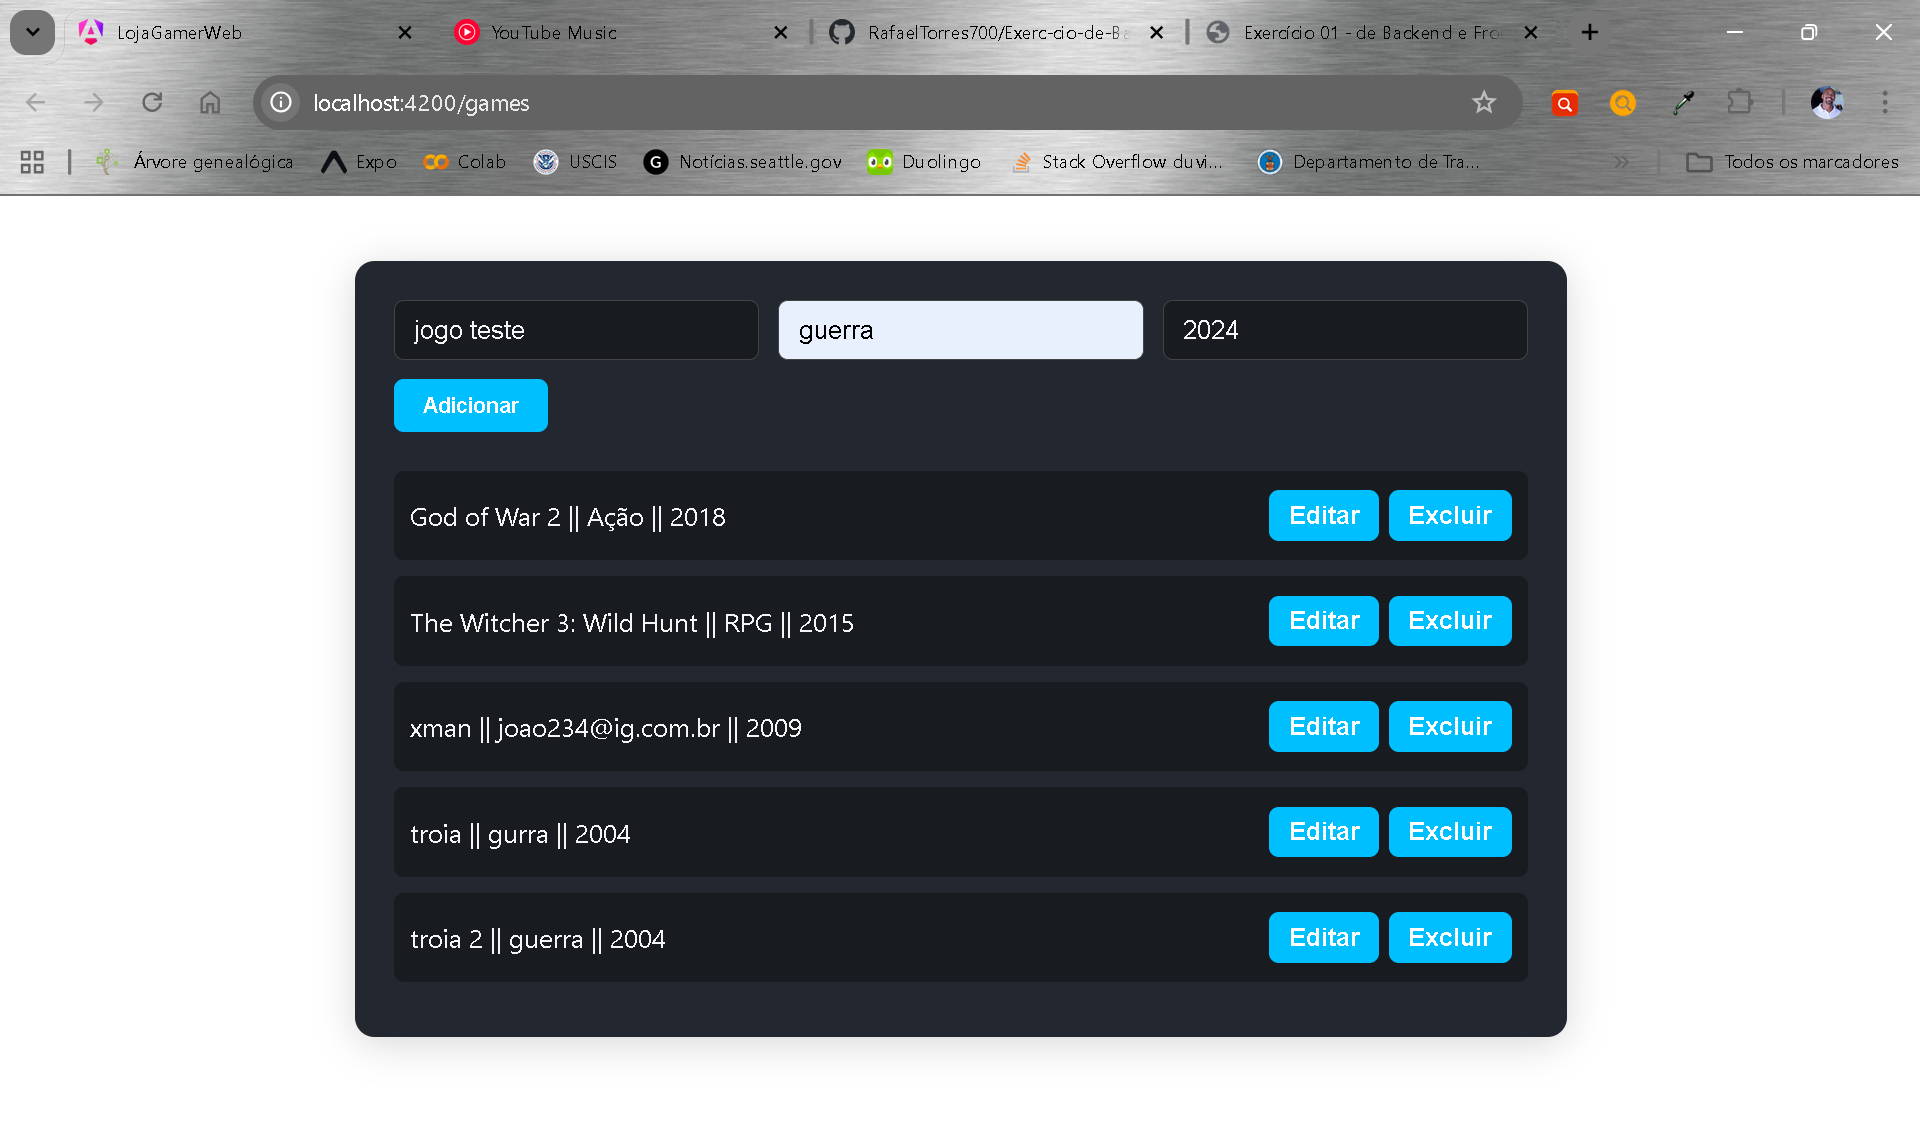 LojaGamerWeb
YouTube Music
RafaelTorres700/Exerc-cio-de-Ba
Exercício 01 - de Backend e Fro
localhost:4200/games
Árvore genealógica
Expo
Colab
USCIS
Notícias.seattle.gov
Duolingo
Stack Overflow duvi...
Departamento de Tra...
Todos os marcadores
jogo teste
guerra
2024
Adicionar
God of War 2 || Ação || 2018
Editar
Excluir
The Witcher 3: Wild Hunt || RPG || 2015
Editar
Excluir
xman || joao234@ig.com.br || 2009
Editar
Excluir
troia || gurra || 2004
Editar
Excluir
troia 2 || guerra || 2004
Editar
Excluir